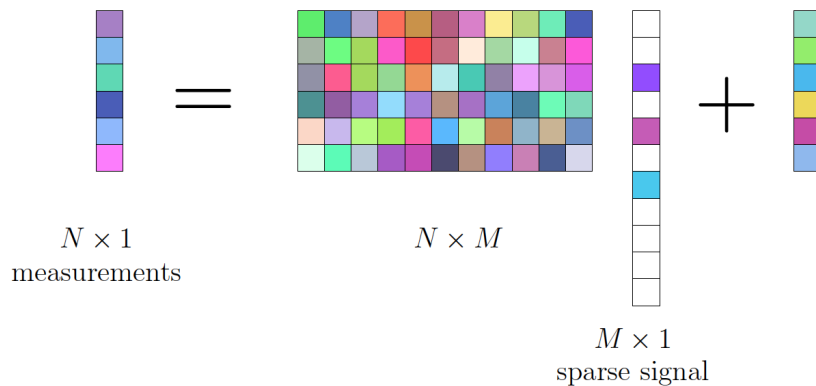 =
+
N × 1
measurements
N × M
M × 1
sparse signal